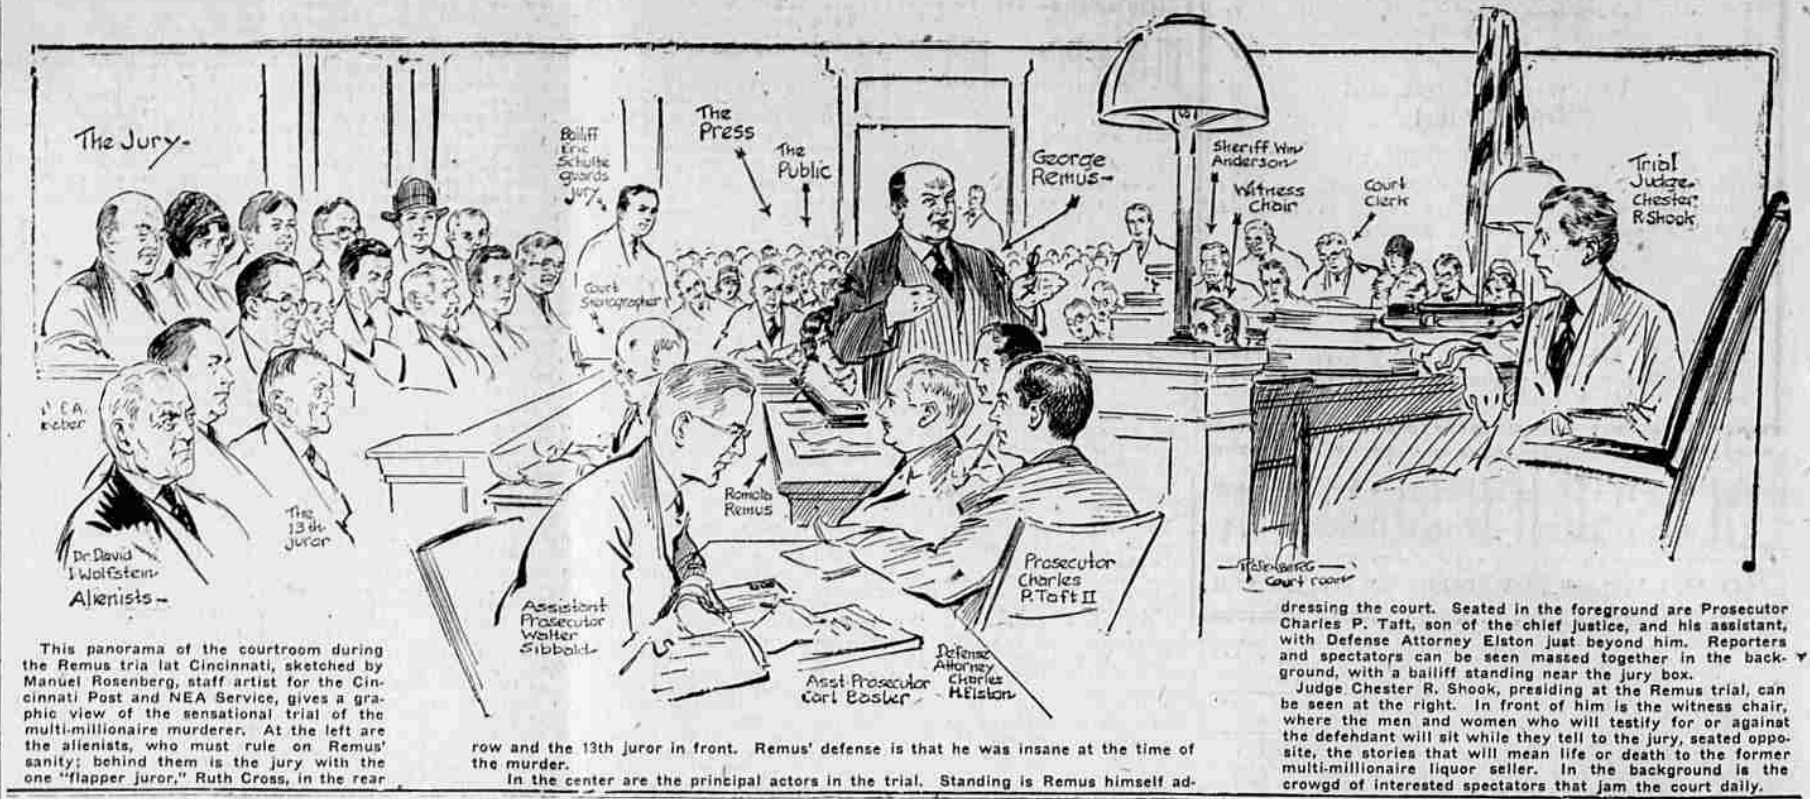 The Jury-
Bailiff
Eric
Schulte
guards
jury.
The
Press
The
Public
George
Remus-
Sheriff Wm
Anderson
Witness
Chair
Court
Clerk
Trial
Judge.
Chester
R. Shook
Court
Stenographer
E.A.
The
13th
juror
Dr. David
I Wolfstein
Alienists-
Romola
Remus
Assistant
Prosecutor
Walter
Sibbald
Prosecutor
Charles
P. Taft II
Asst Prosecutor
Carl Basler
Defense
Attorney
Charles
H. Elston
ROSENBERG
Court room
This panorama of the courtroom during
the Remus tria lat Cincinnati, sketched by
Manuel Rosenberg, staff artist for the Cin-
cinnati Post and NEA Service, gives a gra-
phic view of the sensational trial of the
multi-millionaire murderer. At the left are
the alienists, who must rule on Remus'
sanity; behind them is the jury with the
one "flapper juror," Ruth Cross, in the rear
row and the 13th juror in front. Remus' defense is that he was insane at the time of
the murder.
In the center are the principal actors in the trial. Standing is Remus himself ad-
dressing the court. Seated in the foreground are Prosecutor
Charles P. Taft, son of the chief justice, and his assistant,
with Defense Attorney Elston just beyond him. Reporters
and spectators can be seen massed together in the back-
ground, with a bailiff standing near the jury box.
Judge Chester R. Shook, presiding at the Remus trial, can
be seen at the right. In front of him is the witness chair,
where the men and women who will testify for or against
the defehdant will sit while they tell to the jury, seated oppo-
site, the stories that will mean life or death to the former
multi-millionaire liquor seller. In the background is the
crowgd of interested spectators that jam the court daily.